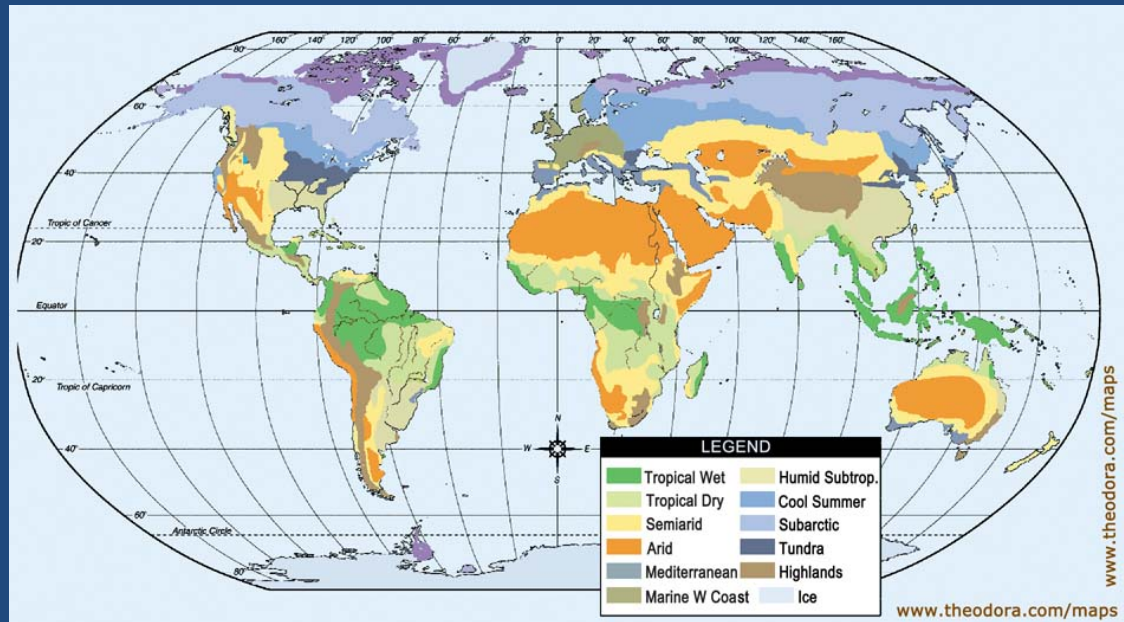 160° 140° 120° 100° 80° 60° 40° 20° 0° 20° 40° 60° 80° 100° 120° 140° 160°
80°
60°
40°
Tropic of Cancer
20°
Equator
0°
Tropic of Capricorn
20°
40°
60°
Antarctic Circle
80°
N
W E
S
LEGEND
Tropical Wet Humid Subtrop.
Tropical Dry Cool Summer
Semiarid Subarctic
Arid Tundra
Mediterranean Highlands
Marine W Coast Ice
www.theodora.com/maps
www.theodora.com/maps